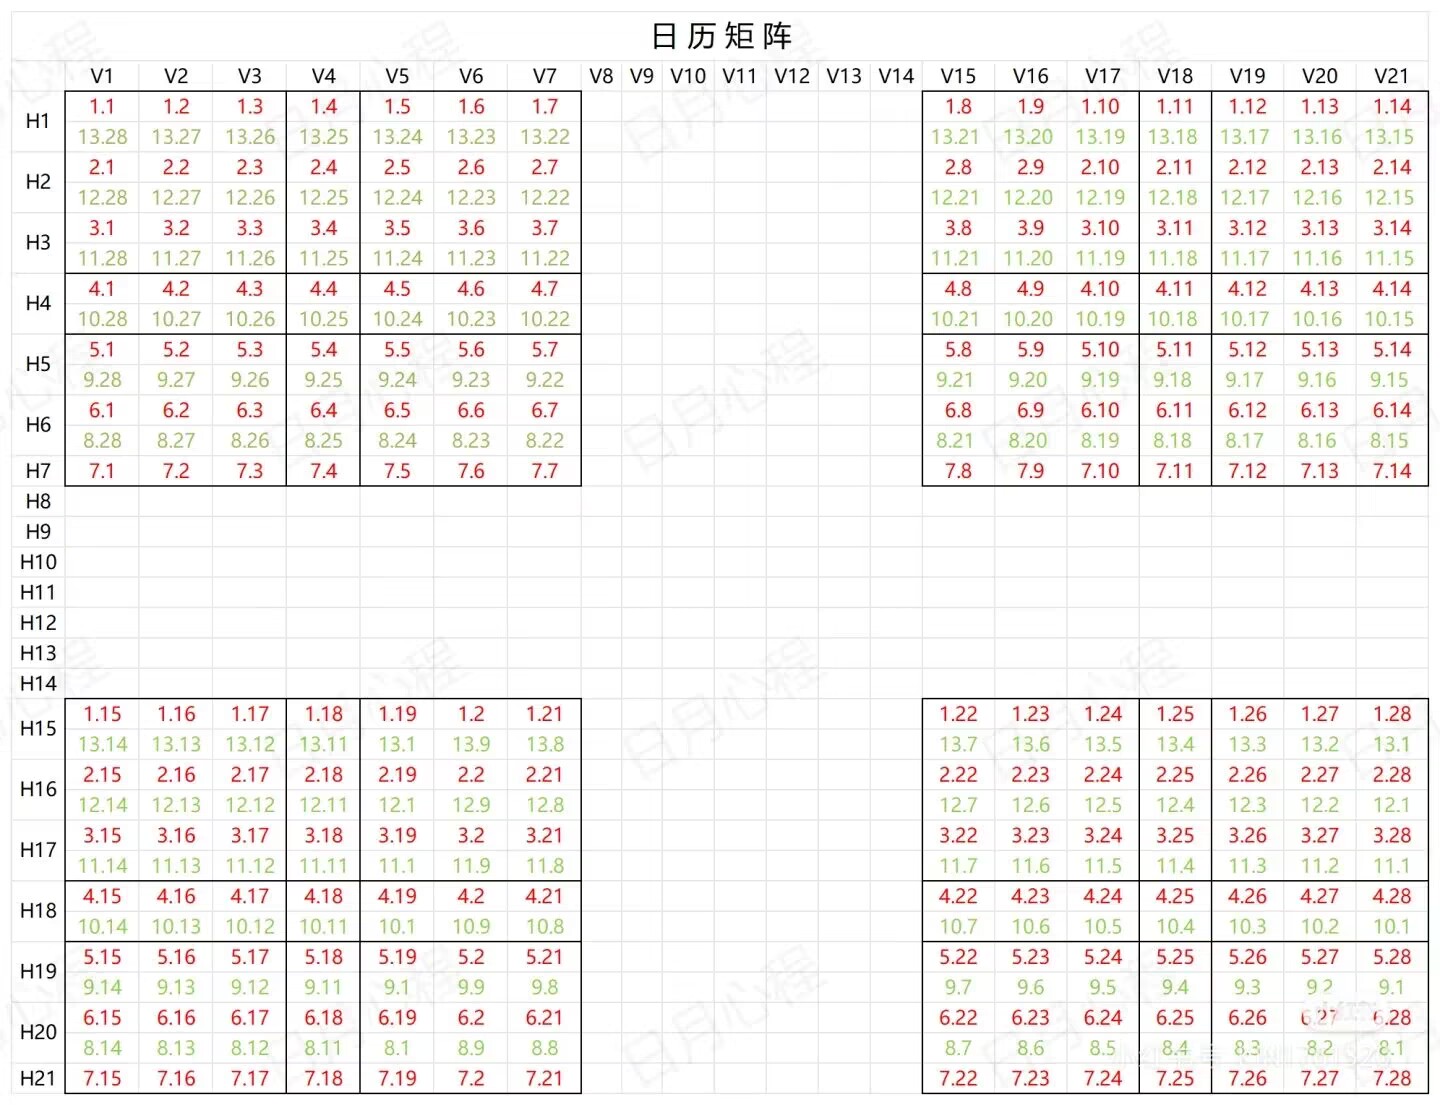 日历矩阵
V1 V2 V3 V4 V5 V6 V7 V8 V9 V10 V11 V12 V13 V14 V15 V16 V17 V18 V19 V20 V21
H1 1.1 1.2 1.3 1.4 1.5 1.6 1.7 1.8 1.9 1.10 1.11 1.12 1.13 1.14
13.28 13.27 13.26 13.25 13.24 13.23 13.22 13.21 13.20 13.19 13.18 13.17 13.16 13.15
H2 2.1 2.2 2.3 2.4 2.5 2.6 2.7 2.8 2.9 2.10 2.11 2.12 2.13 2.14
12.28 12.27 12.26 12.25 12.24 12.23 12.22 12.21 12.20 12.19 12.18 12.17 12.16 12.15
H3 3.1 3.2 3.3 3.4 3.5 3.6 3.7 3.8 3.9 3.10 3.11 3.12 3.13 3.14
11.28 11.27 11.26 11.25 11.24 11.23 11.22 11.21 11.20 11.19 11.18 11.17 11.16 11.15
H4 4.1 4.2 4.3 4.4 4.5 4.6 4.7 4.8 4.9 4.10 4.11 4.12 4.13 4.14
10.28 10.27 10.26 10.25 10.24 10.23 10.22 10.21 10.20 10.19 10.18 10.17 10.16 10.15
H5 5.1 5.2 5.3 5.4 5.5 5.6 5.7 5.8 5.9 5.10 5.11 5.12 5.13 5.14
9.28 9.27 9.26 9.25 9.24 9.23 9.22 9.21 9.20 9.19 9.18 9.17 9.16 9.15
H6 6.1 6.2 6.3 6.4 6.5 6.6 6.7 6.8 6.9 6.10 6.11 6.12 6.13 6.14
8.28 8.27 8.26 8.25 8.24 8.23 8.22 8.21 8.20 8.19 8.18 8.17 8.16 8.15
H7 7.1 7.2 7.3 7.4 7.5 7.6 7.7 7.8 7.9 7.10 7.11 7.12 7.13 7.14
H8
H9
H10
H11
H12
H13
H14
H15 1.15 1.16 1.17 1.18 1.19 1.2 1.21 1.22 1.23 1.24 1.25 1.26 1.27 1.28
13.14 13.13 13.12 13.11 13.1 13.9 13.8 13.7 13.6 13.5 13.4 13.3 13.2 13.1
H16 2.15 2.16 2.17 2.18 2.19 2.2 2.21 2.22 2.23 2.24 2.25 2.26 2.27 2.28
12.14 12.13 12.12 12.11 12.1 12.9 12.8 12.7 12.6 12.5 12.4 12.3 12.2 12.1
H17 3.15 3.16 3.17 3.18 3.19 3.2 3.21 3.22 3.23 3.24 3.25 3.26 3.27 3.28
11.14 11.13 11.12 11.11 11.1 11.9 11.8 11.7 11.6 11.5 11.4 11.3 11.2 11.1
H18 4.15 4.16 4.17 4.18 4.19 4.2 4.21 4.22 4.23 4.24 4.25 4.26 4.27 4.28
10.14 10.13 10.12 10.11 10.1 10.9 10.8 10.7 10.6 10.5 10.4 10.3 10.2 10.1
H19 5.15 5.16 5.17 5.18 5.19 5.2 5.21 5.22 5.23 5.24 5.25 5.26 5.27 5.28
9.14 9.13 9.12 9.11 9.1 9.9 9.8 9.7 9.6 9.5 9.4 9.3 9.2 9.1
H20 6.15 6.16 6.17 6.18 6.19 6.2 6.21 6.22 6.23 6.24 6.25 6.26 6.27 6.28
8.14 8.13 8.12 8.11 8.1 8.9 8.8 8.7 8.6 8.5 8.4 8.3 8.2 8.1
H21 7.15 7.16 7.17 7.18 7.19 7.2 7.21 7.22 7.23 7.24 7.25 7.26 7.27 7.28
日月心程